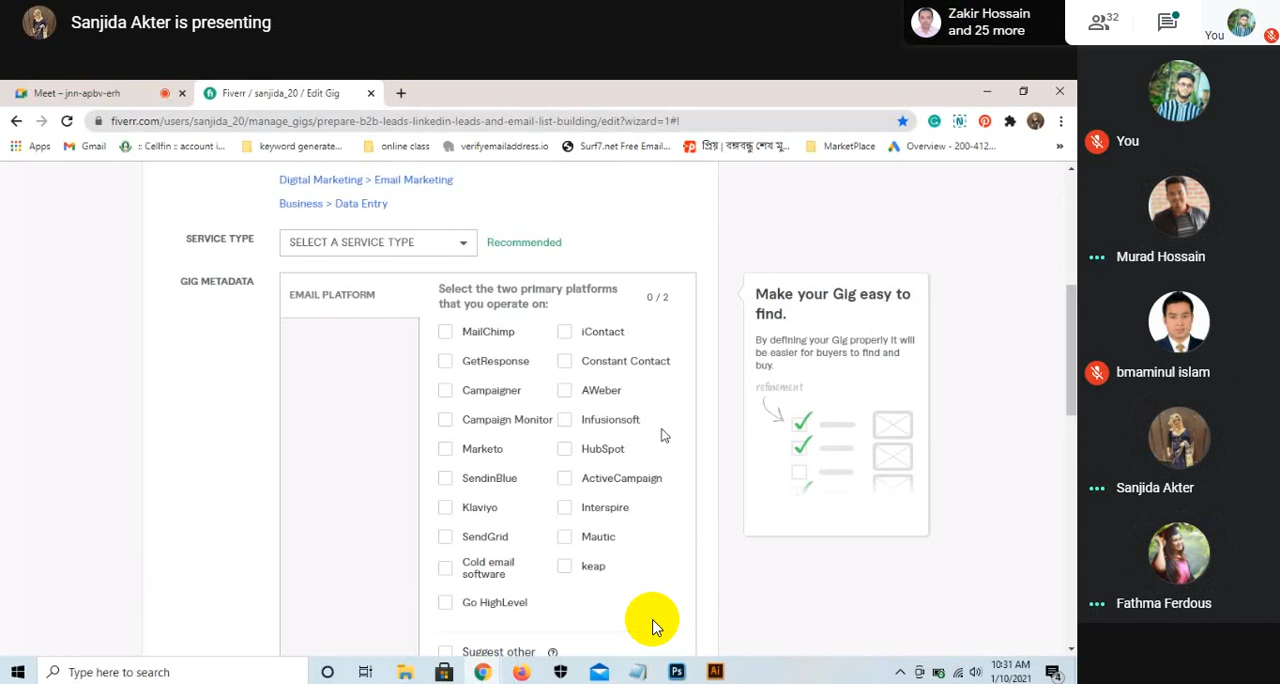 Sanjida Akter is presenting
Zakir Hossain
and 25 more
32
You
Meet – jnn-apbv-erh
Fiverr / sanjida_20 / Edit Gig
fiverr.com/users/sanjida_20/manage_gigs/prepare-b2b-leads-linkedin-leads-and-email-list-building/edit?wizard=1#!
Apps
Gmail
:: Cellfin :: account i...
keyword generate...
online class
verifyemailaddress.io
Surf7.net Free Email...
প্রিয় | বঙ্গবন্ধু শেখ মু...
MarketPlace
Overview - 200-412...
»
Digital Marketing > Email Marketing
Business > Data Entry
SERVICE TYPE
SELECT A SERVICE TYPE
Recommended
GIG METADATA
EMAIL PLATFORM
Select the two primary platforms
that you operate on:
0 / 2
MailChimp
iContact
GetResponse
Constant Contact
Campaigner
AWeber
Campaign Monitor
Infusionsoft
Marketo
HubSpot
SendinBlue
ActiveCampaign
Klaviyo
Interspire
SendGrid
Mautic
Cold email
software
keap
Go HighLevel
Suggest other
Make your Gig easy to
find.
By defining your Gig properly it will
be easier for buyers to find and
buy.
refinement
You
Murad Hossain
bmaminul islam
Sanjida Akter
Fathma Ferdous
Type here to search
Ps
Ai
10:31 AM
1/10/2021
4